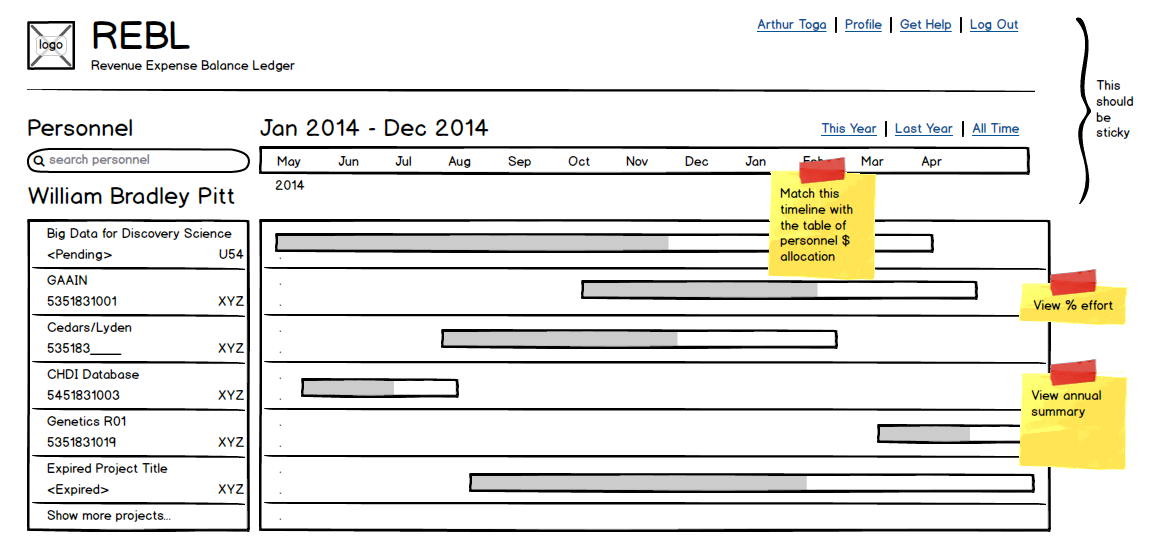 logo
REBL
Revenue Expense Balance Ledger
Arthur Toga
Profile
Get Help
Log Out
This
should
be
sticky
Personnel
search personnel
Jan 2014 - Dec 2014
This Year
Last Year
All Time
May Jun Jul Aug Sep Oct Nov Dec Jan Feb Mar Apr
2014
Match this
timeline with
the table of
personnel $
allocation
William Bradley Pitt
Big Data for Discovery Science
<Pending> U54
GAAIN
5351831001 XYZ
Cedars/Lyden
535183____ XYZ
CHDI Database
5451831003 XYZ
Genetics R01
5351831019 XYZ
Expired Project Title
<Expired> XYZ
Show more projects...
View % effort
View annual
summary